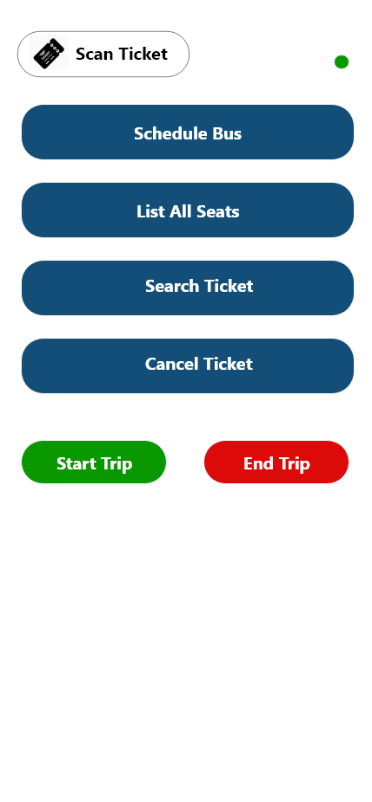 Scan Ticket
Schedule Bus
List All Seats
Search Ticket
Cancel Ticket
Start Trip
End Trip